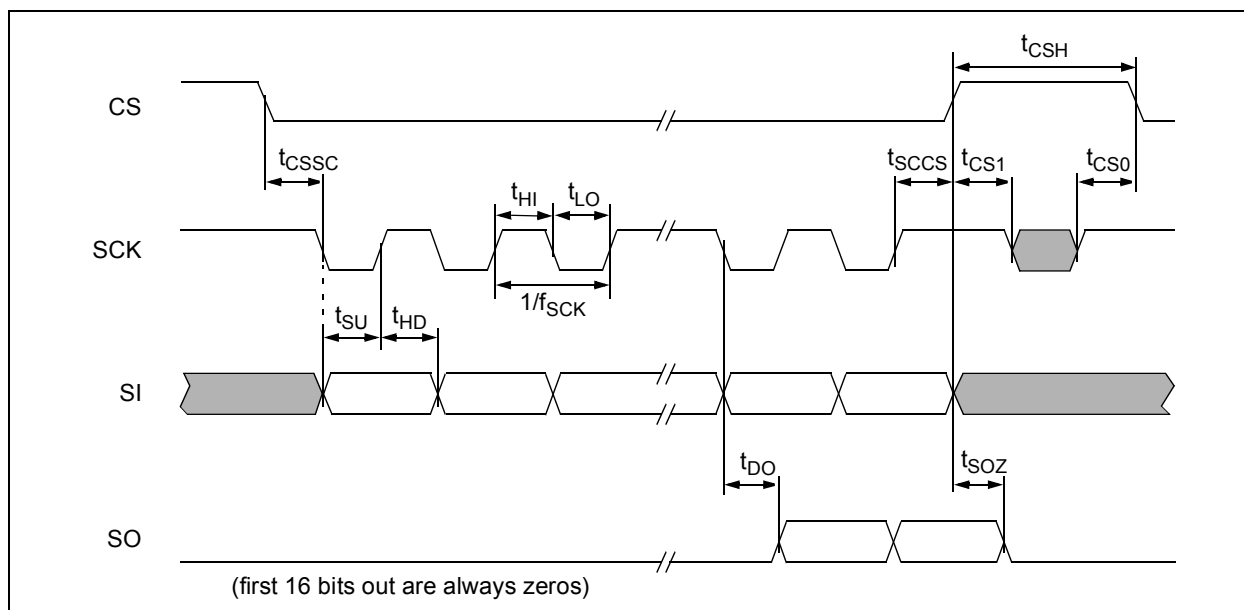 tCSH
CS
tCSSC
tSCCS
tCS1
tCS0
tHI
tLO
SCK
1/fSCK
tSU
tHD
SI
tDO
tSOZ
SO
(first 16 bits out are always zeros)